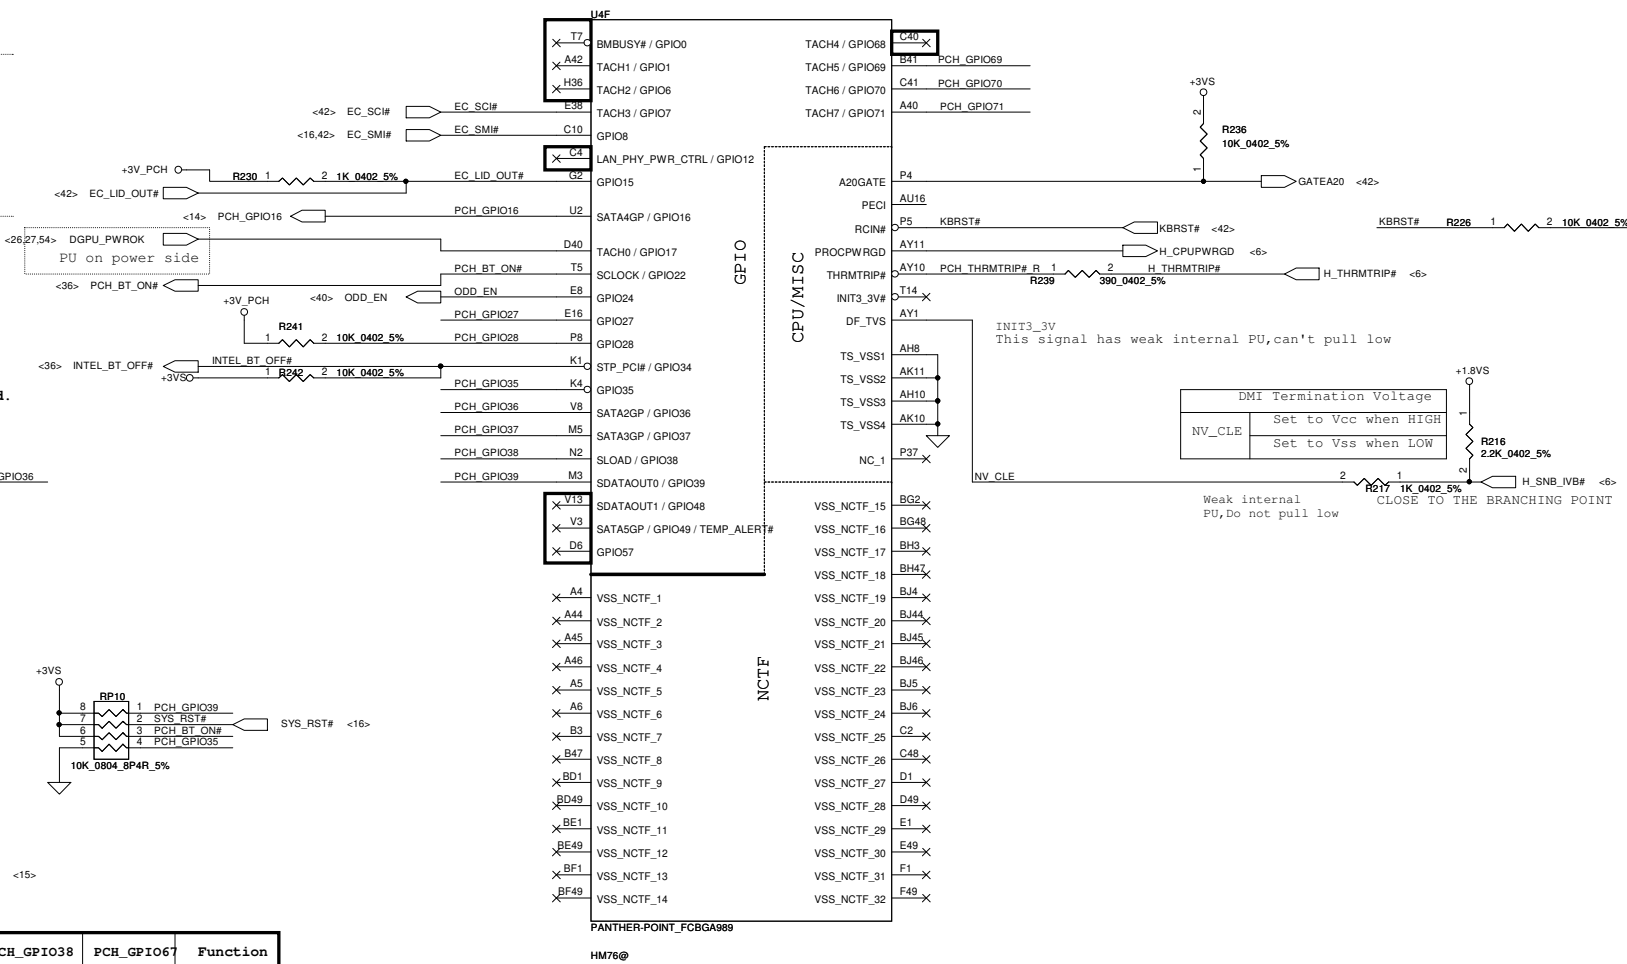 U4F
T7 BMBUSY# / GPIO0
A42 TACH1 / GPIO1
H36 TACH2 / GPIO6
<42> EC_SCI# EC_SCI# E38 TACH3 / GPIO7
<16,42> EC_SMI# EC_SMI# C10 GPIO8
C4 LAN_PHY_PWR_CTRL / GPIO12
+3V_PCH R230 1 2 1K_0402_5% EC_LID_OUT# G2 GPIO15
<42> EC_LID_OUT#
<14> PCH_GPIO16 PCH_GPIO16 U2 SATA4GP / GPIO16
<26,27,54> DGPU_PWROK D40 TACH0 / GPIO17
PU on power side
PCH_BT_ON# T5 SCLOCK / GPIO22
<36> PCH_BT_ON#
<40> ODD_EN ODD_EN E8 GPIO24
+3V_PCH
PCH_GPIO27 E16 GPIO27
R241
1 2 10K_0402_5% PCH_GPIO28 P8 GPIO28
<36> INTEL_BT_OFF# INTEL_BT_OFF# K1 STP_PCI# / GPIO34
+3VS 1 R242 2 10K_0402_5%
PCH_GPIO35 K4 GPIO35
d.
PCH_GPIO36 V8 SATA2GP / GPIO36
PCH_GPIO37 M5 SATA3GP / GPIO37
PCH_GPIO38 N2 SLOAD / GPIO38
GPIO36
PCH_GPIO39 M3 SDATAOUT0 / GPIO39
V13 SDATAOUT1 / GPIO48
V3 SATA5GP / GPIO49 / TEMP_ALERT#
D6 GPIO57
A4 VSS_NCTF_1
A44 VSS_NCTF_2
A45 VSS_NCTF_3
A46 VSS_NCTF_4
A5 VSS_NCTF_5
A6 VSS_NCTF_6
B3 VSS_NCTF_7
B47 VSS_NCTF_8
BD1 VSS_NCTF_9
BD49 VSS_NCTF_10
BE1 VSS_NCTF_11
BE49 VSS_NCTF_12
BF1 VSS_NCTF_13
BF49 VSS_NCTF_14
GPIO
CPU/MISC
NCTF
TACH4 / GPIO68 C40
TACH5 / GPIO69 B41 PCH_GPIO69
TACH6 / GPIO70 C41 PCH_GPIO70
TACH7 / GPIO71 A40 PCH_GPIO71
+3VS
2
R236
10K_0402_5%
1
A20GATE P4 GATEA20 <42>
PECI AU16
RCIN# P5 KBRST# KBRST# <42>
KBRST# R226 1 2 10K_0402_5%
PROCPWRGD AY11 H_CPUPWRGD <6>
THRMTRIP# AY10 PCH_THRMTRIP#_R 1 2 H_THRMTRIP# H_THRMTRIP# <6>
R239 390_0402_5%
INIT3_3V# T14
DF_TVS AY1
INIT3_3V
This signal has weak internal PU,can't pull low
TS_VSS1 AH8
TS_VSS2 AK11
TS_VSS3 AH10
TS_VSS4 AK10
NC_1 P37
DMI Termination Voltage
NV_CLE
Set to Vcc when HIGH
Set to Vss when LOW
+1.8VS
1
R216
2.2K_0402_5%
2
NV_CLE 2 1 H_SNB_IVB# <6>
R217 1K_0402_5% CLOSE TO THE BRANCHING POINT
Weak internal
PU,Do not pull low
VSS_NCTF_15 BG2
VSS_NCTF_16 BG48
VSS_NCTF_17 BH3
VSS_NCTF_18 BH47
VSS_NCTF_19 BJ4
VSS_NCTF_20 BJ44
VSS_NCTF_21 BJ45
VSS_NCTF_22 BJ46
VSS_NCTF_23 BJ5
VSS_NCTF_24 BJ6
VSS_NCTF_25 C2
VSS_NCTF_26 C48
VSS_NCTF_27 D1
VSS_NCTF_28 D49
VSS_NCTF_29 E1
VSS_NCTF_30 E49
VSS_NCTF_31 F1
VSS_NCTF_32 F49
+3VS
RP10
8 1 PCH_GPIO39
7 2 SYS_RST# SYS_RST# <16>
6 3 PCH_BT_ON#
5 4 PCH_GPIO35
10K_0804_8P4R_5%
<15>
PANTHER-POINT_FCBGA989
HM76@
CH_GPIO38 PCH_GPIO67 Function